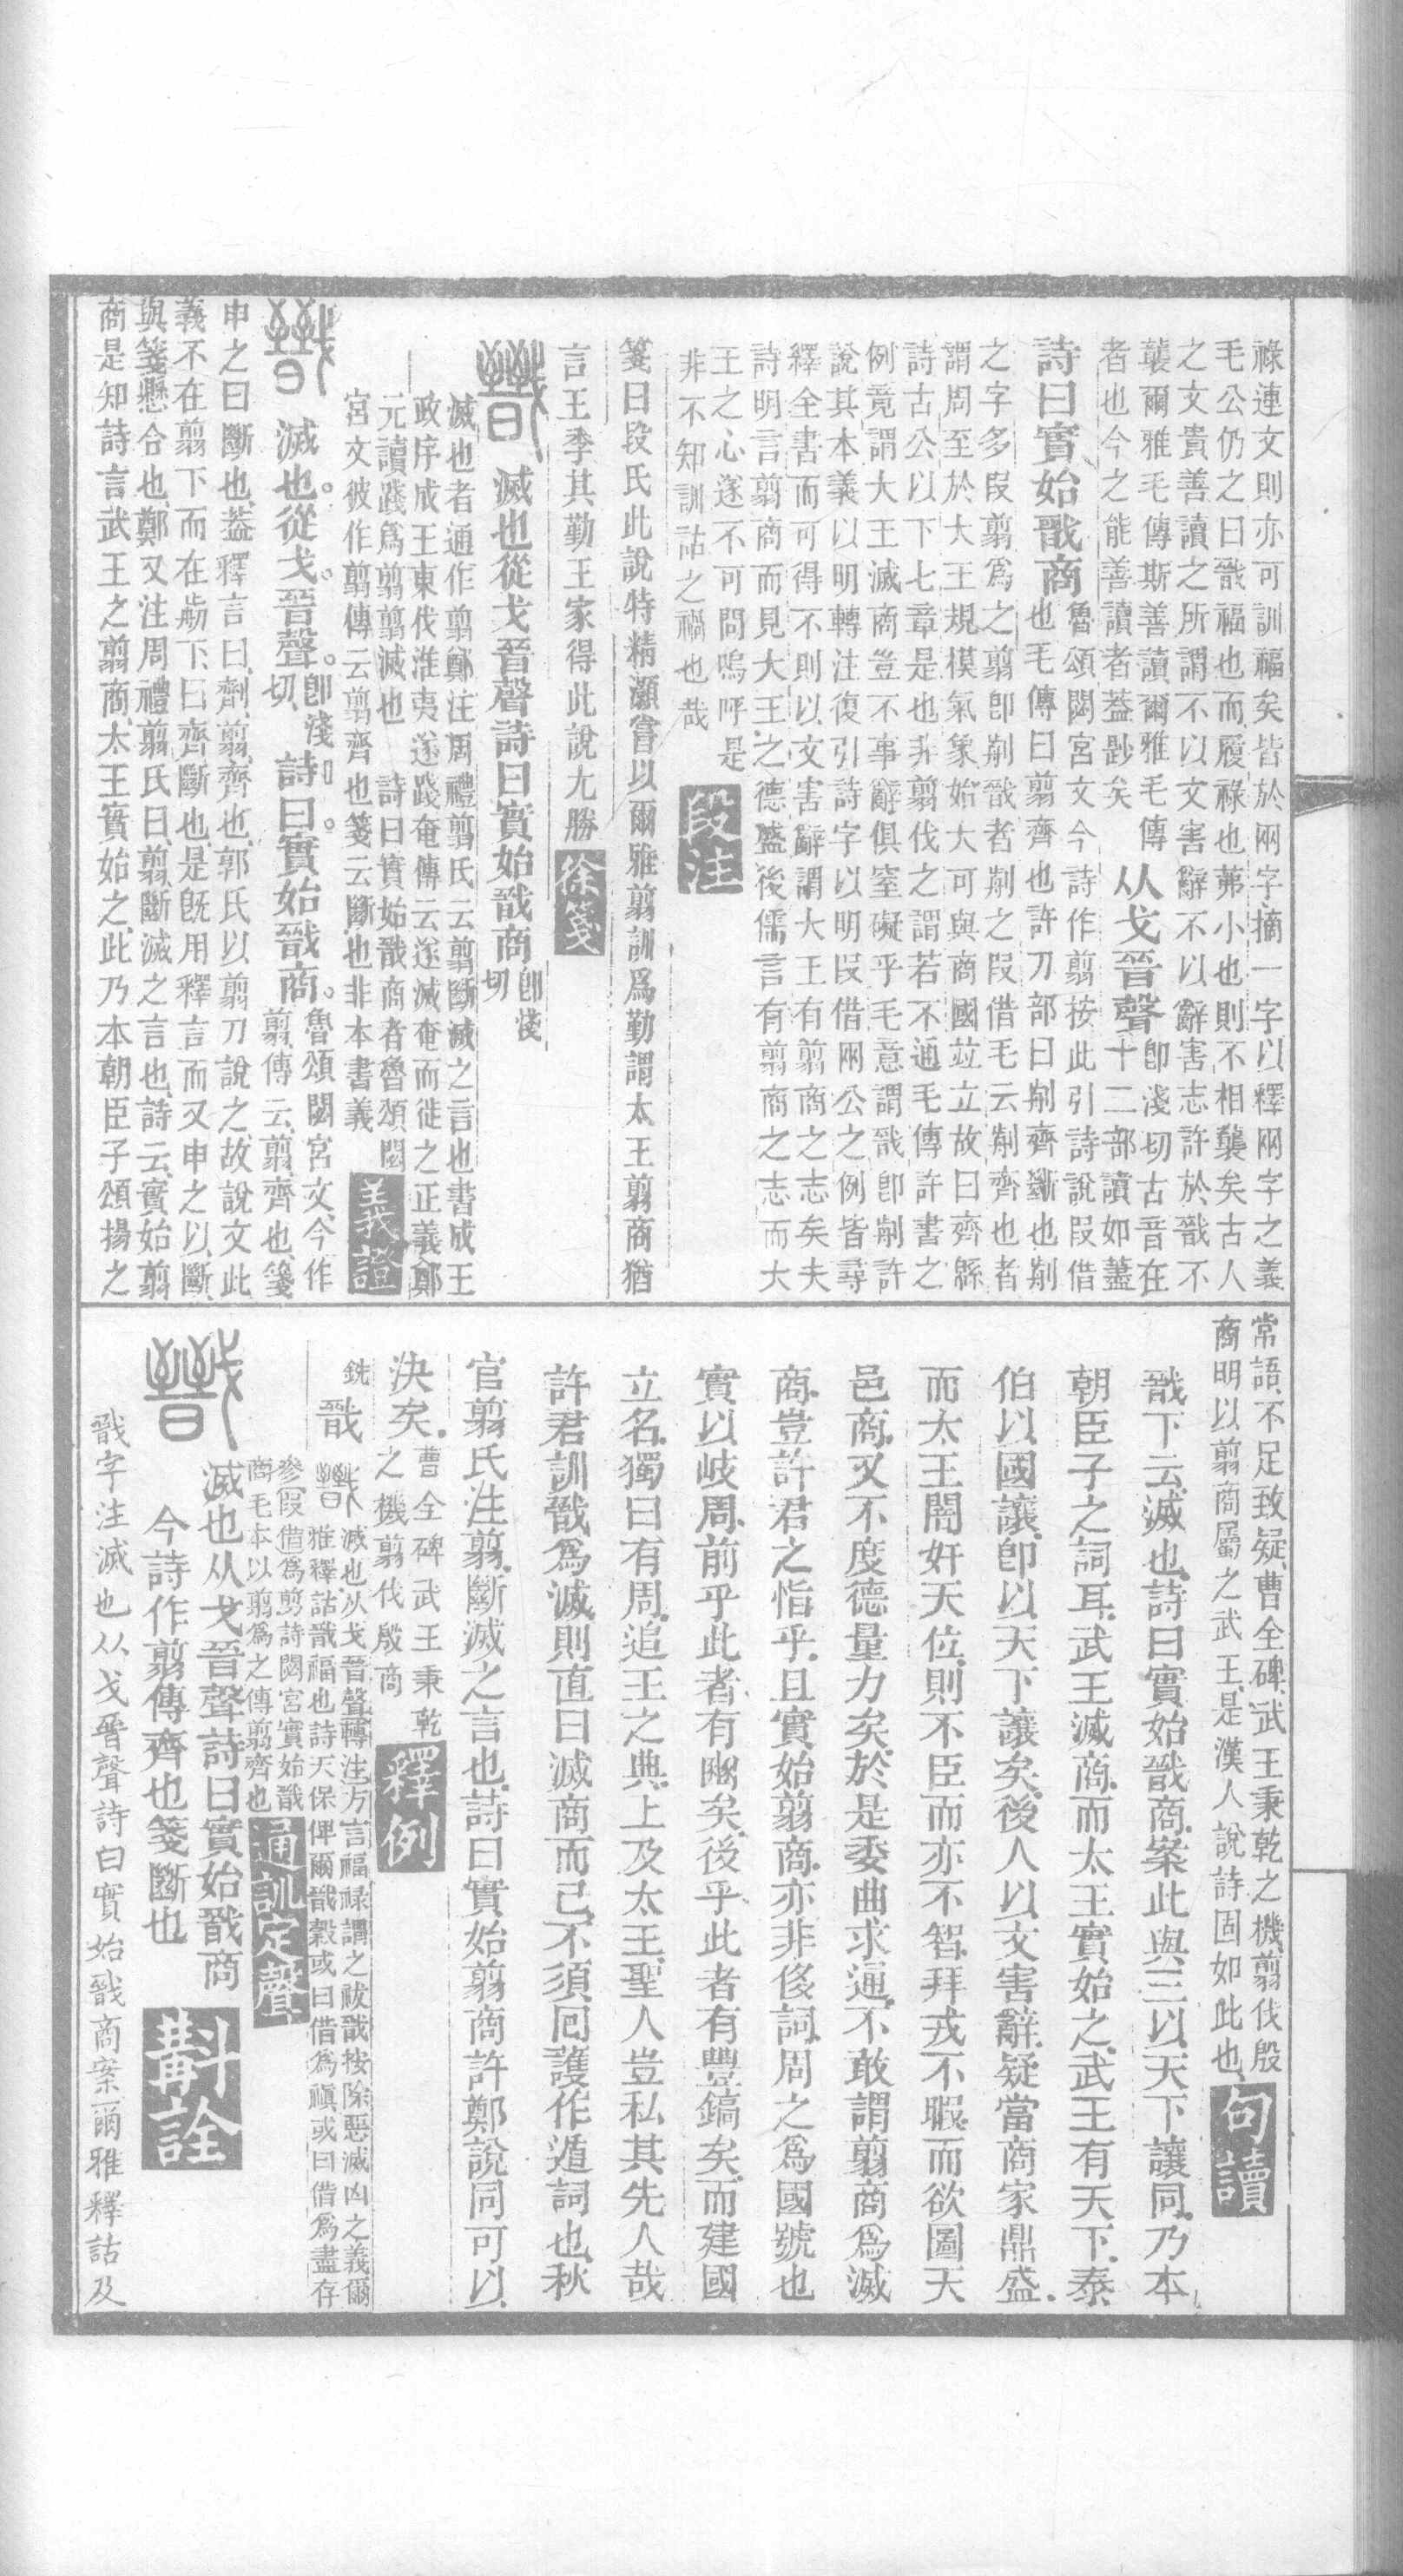 祿連文則亦可訓福矣皆於兩字摘一字以釋兩字之義
毛公仍之曰戩福也而履祿也茀小也則不相襲矣古人
之文貴善讀之所謂不以文害辭不以辭害志許於戩不
襲爾雅毛傳斯善讀爾雅毛傳
者也今之能善讀者葢尟矣
从戈晉聲
卽淺切古音在
十二部讀如藎
詩曰實始戩商
魯頌閟宮文今詩作翦按此引詩說叚借
也毛傳曰翦齊也許刀部曰剬齊斷也剬
之字多叚翦爲之翦卽剬戩者剬之叚借毛云剬齊也者
謂周至於大王規模氣象始大可與商國竝立故曰齊緜
詩古公以下七章是也非翦伐之謂若不通毛傳許書之
例竟謂大王滅商豈不事辭俱窒礙乎毛意謂戩卽剬許
說其本義以明轉注復引詩字以明叚借兩公之例皆尋
釋全書而可得不則以文害辭謂大王有翦商之志矣夫
詩明言翦商而見大王之德盛後儒言有翦商之志而大
王之心遂不可問嗚呼是
非不知訓詁之禍也哉
段注
箋曰段氏此說特精灝嘗以爾雅翦訓爲勤謂太王翦商猶
言王季其勤王家得此說尤勝
徐箋
戩
滅也從戈晉聲詩曰實始戩商
卽淺
切
滅也者通作翦鄭注周禮翦氏云翦斷滅之言也書成王
政序成王東伐淮夷遂踐奄傳云遂滅奄而徙之正義鄭
元讀踐爲翦翦滅也　詩曰實始戩商者魯頌閟
宮文彼作翦傳云翦齊也箋云斷也非本書義
義證
戩
滅也。從戈。晉聲。
卽淺
切
詩曰。實始戩商。
魯頌閟宮文今作
翦傳云翦齊也箋
申之曰斷也葢釋言曰劑翦齊也郭氏以翦刀說之故說文此
義不在翦下而在䉷下曰齊斷也是既用釋言而又申之以斷
與箋懸合也鄭又注周禮翦氏曰翦斷滅之言也詩云實始翦
商是知詩言武王之翦商太王實始之此乃本朝臣子頌揚之
常語不足致疑曹全碑武王秉乾之機翦伐殷
商明以翦商屬之武王是漢人說詩固如此也
句讀
戩下云滅也詩曰實始戩商案此與三以天下讓同乃本
朝臣子之詞耳武王滅商而太王實始之武王有天下泰
伯以國讓卽以天下讓矣後人以文害辭疑當商家鼎盛
而太王闇奸天位則不臣而亦不智拜戎不暇而欲圖天
邑商又不度德量力矣於是委曲求通不敢謂翦商爲滅
商豈許君之恉乎且實始翦商亦非侈詞周之爲國號也
實以岐周前乎此者有豳矣後乎此者有豐鎬矣而建國
立名獨曰有周追王之典上及太王聖人豈私其先人哉
許君訓戩爲滅則直曰滅商而已不須囘護作遁詞也秋
官翦氏注翦斷滅之言也詩曰實始翦商許鄭說同可以
決矣
曹全碑武王秉乾
之機翦伐殷商
釋例
銑
戩
戩
滅也从戈晉聲轉注方言福祿謂之祓戩按除惡滅凶之義爾
雅釋詁戩福也詩天保俾爾戩穀或曰借爲禛或曰借爲盡存
參叚借爲剪詩閟宮實始戩
商毛本以翦爲之傳翦齊也
通訓定聲
戩
滅也从戈晉聲詩曰實始戩商
今詩作翦傳齊也箋斷也
斠詮
戩字注滅也从戈晉聲詩曰實始戩商案爾雅釋詁及